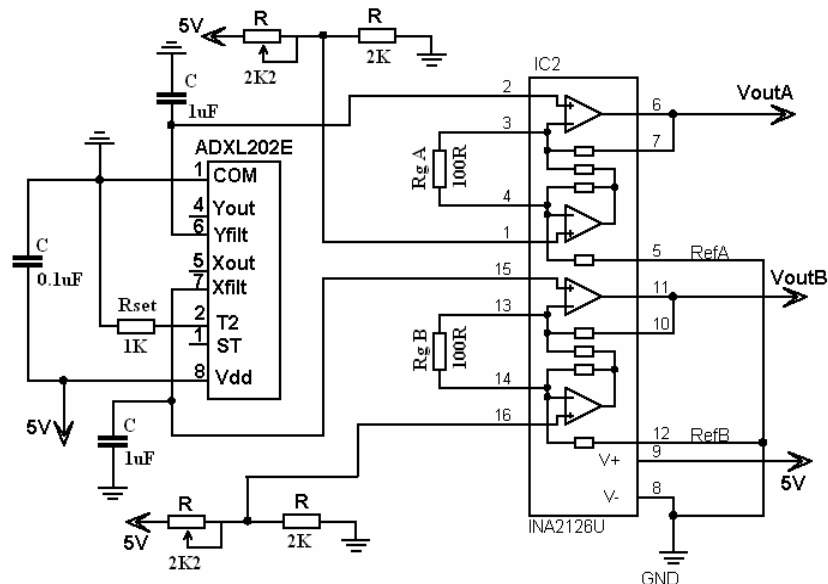 5V
R
2K2
R
2K
C
1uF
ADXL202E
1
COM
4
Yout
6
Yfilt
5
Xout
7
Xfilt
2
T2
1
ST
8
Vdd
C
0.1uF
Rset
1K
5V
C
1uF
5V
R
2K2
R
2K
IC2
2
3
4
1
15
13
14
16
Rg A
100R
Rg B
100R
6
7
5
RefA
11
10
12
RefB
9
V+
8
V-
INA2126U
VoutA
VoutB
5V
GND